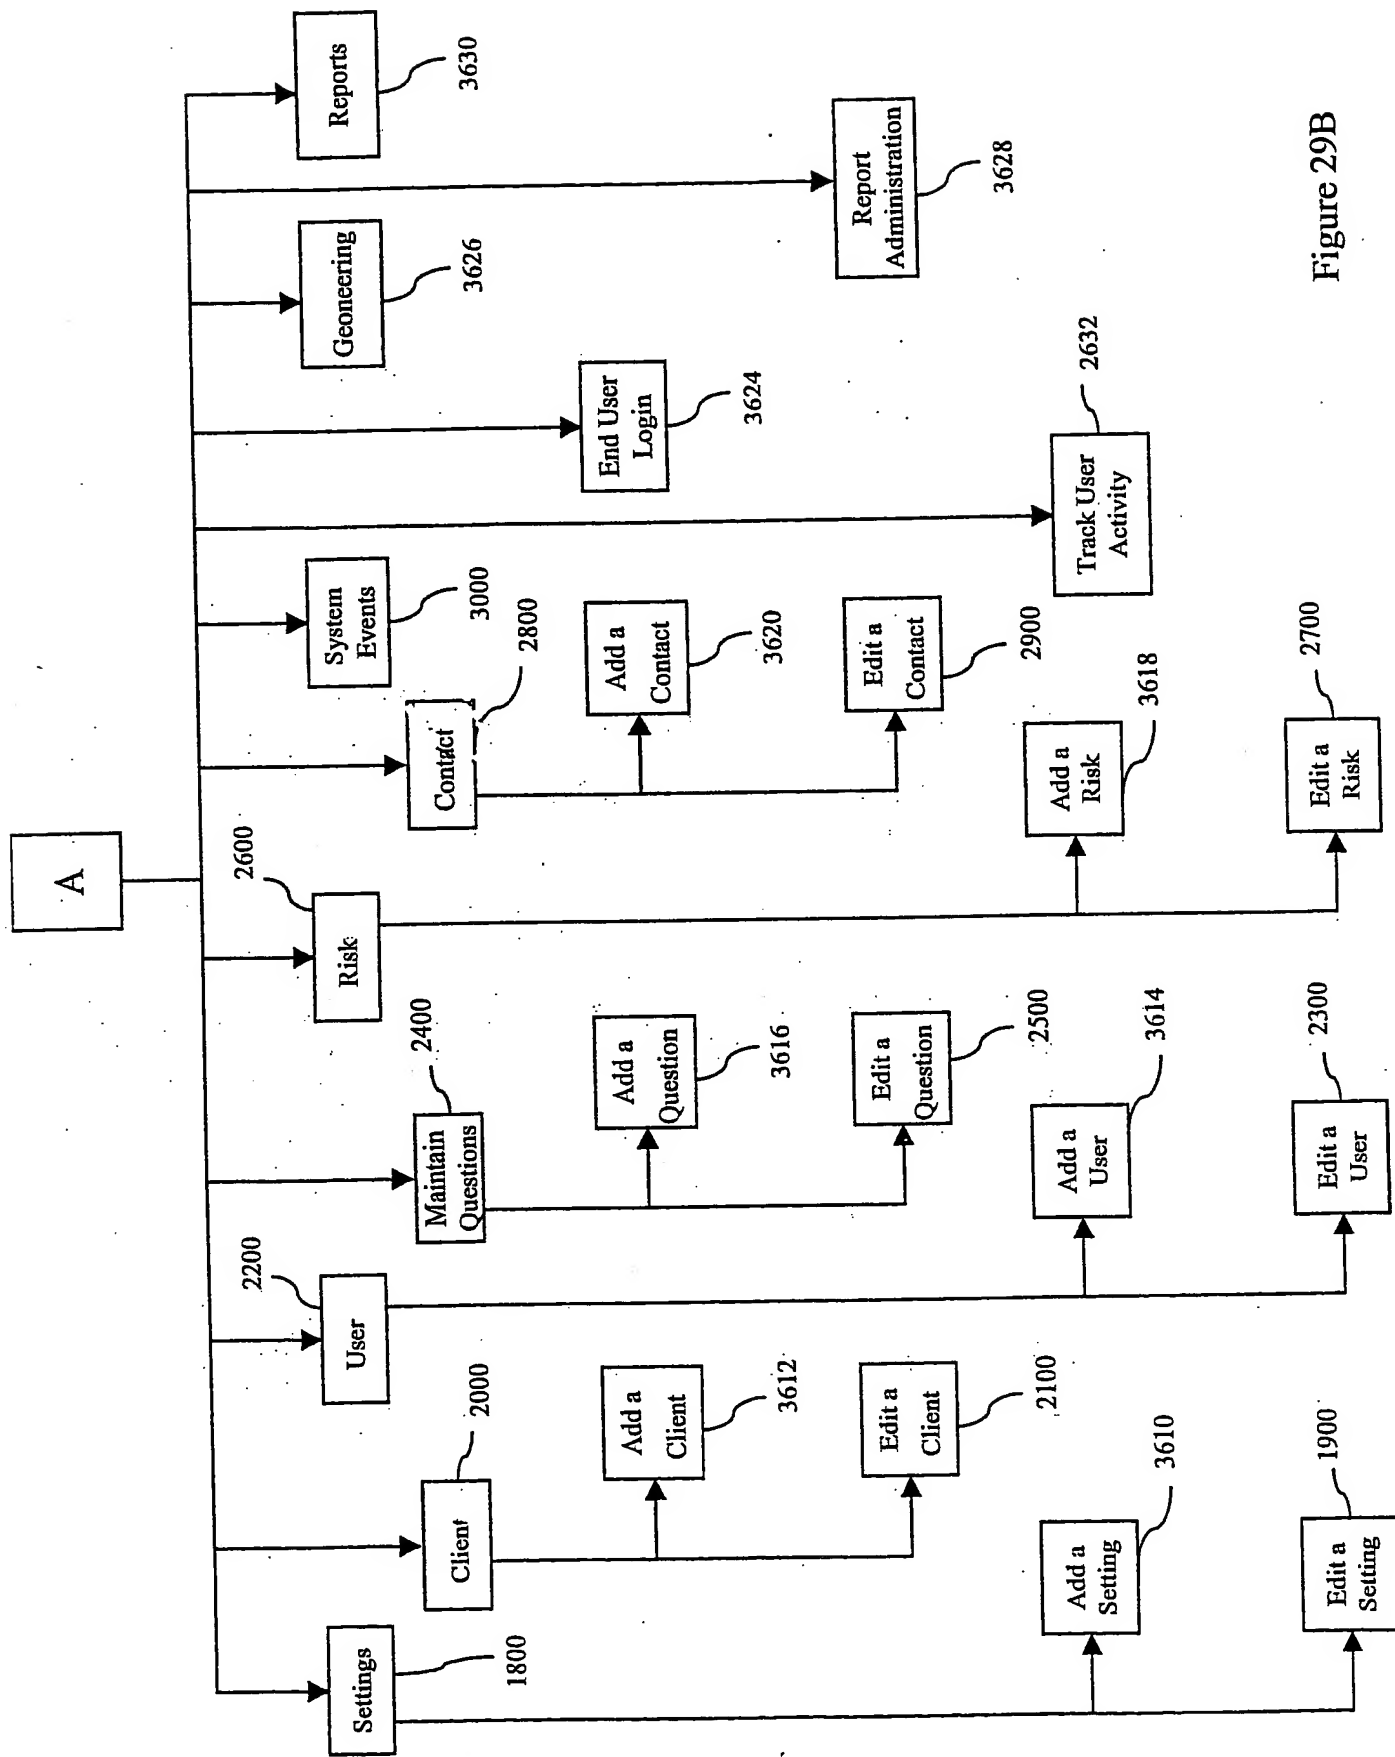 A
Settings
1800
Client
2000
User
2200
Maintain
Questions
2400
Risk
2600
Contact
2800
System
Events
3000
Track User
Activity
2632
End User
Login
3624
Geoneering
3626
Report
Administration
3628
Reports
3630
Add a
Setting
3610
Edit a
Setting
1900
Add a
Client
3612
Edit a
Client
2100
Add a
User
3614
Edit a
User
2300
Add a
Question
3616
Edit a
Question
2500
Add a
Risk
3618
Edit a
Risk
2700
Add a
Contact
3620
Edit a
Contact
2900
Figure 29B